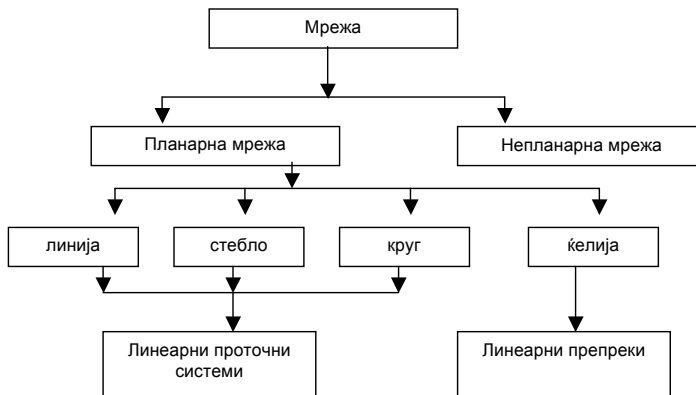 Мрежа
Планарна мрежа
Непланарна мрежа
линија
стебло
круг
ќелија
Линеарни проточни
системи
Линеарни препреки